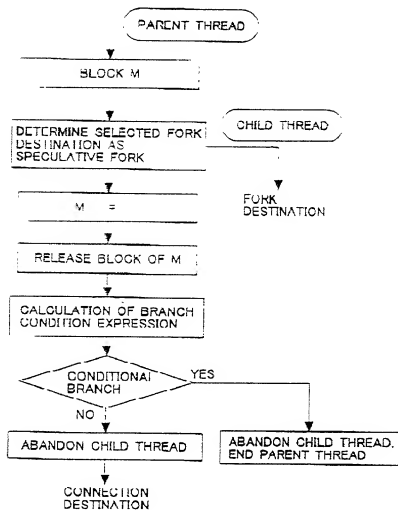 PARENT THREAD
BLOCK M
DETERMINE SELECTED FORK
DESTINATION AS
SPECULATIVE FORK
CHILD THREAD
FORK
DESTINATION
M =
RELEASE BLOCK OF M
CALCULATION OF BRANCH
CONDITION EXPRESSION
CONDITIONAL
BRANCH
YES
NO
ABANDON CHILD THREAD
ABANDON CHILD THREAD,
END PARENT THREAD
CONNECTION
DESTINATION